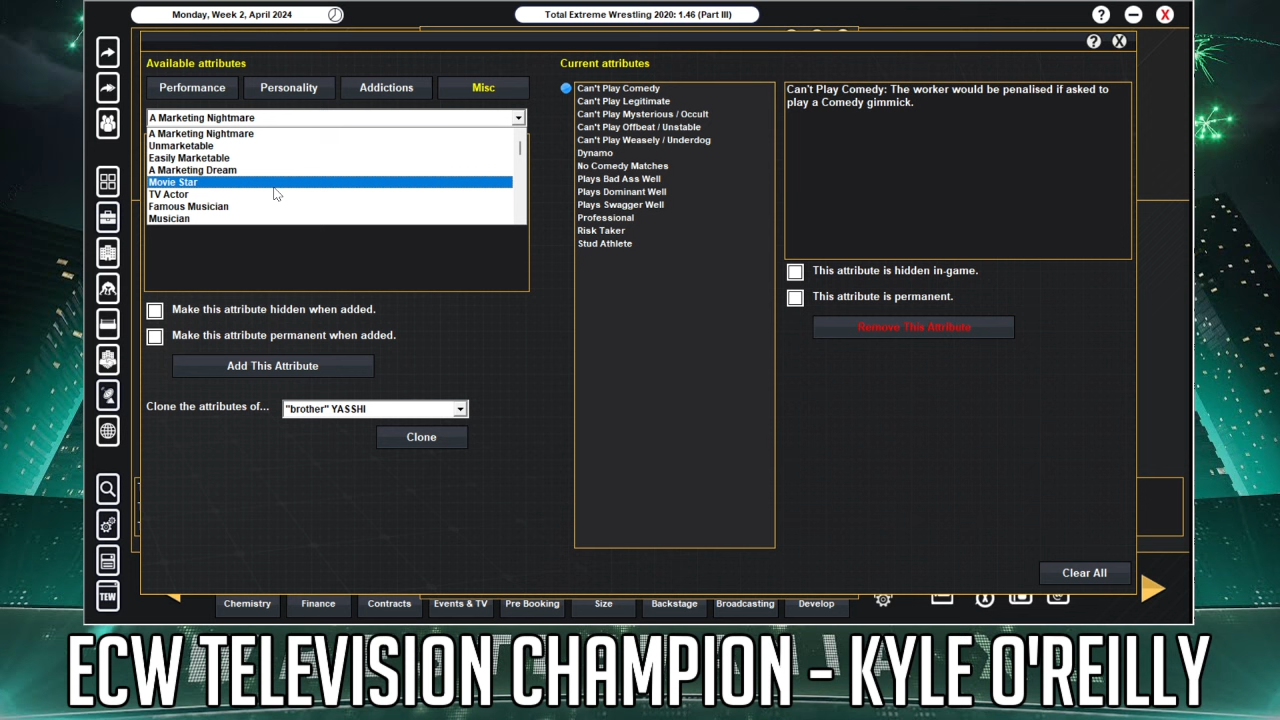 Monday, Week 2, April 2024
Total Extreme Wrestling 2020: 1.46 (Part III)
? X
? X
Available attributes
Current attributes
Performance
Personality
Addictions
Misc
A Marketing Nightmare
A Marketing Nightmare
Unmarketable
Easily Marketable
A Marketing Dream
Movie Star
TV Actor
Famous Musician
Musician
Can't Play Comedy
Can't Play Legitimate
Can't Play Mysterious / Occult
Can't Play Offbeat / Unstable
Can't Play Weasely / Underdog
Dynamo
No Comedy Matches
Plays Bad Ass Well
Plays Dominant Well
Plays Swagger Well
Professional
Risk Taker
Stud Athlete
Can't Play Comedy: The worker would be penalised if asked to
play a Comedy gimmick.
This attribute is hidden in-game.
This attribute is permanent.
Remove This Attribute
Make this attribute hidden when added.
Make this attribute permanent when added.
Add This Attribute
Clone the attributes of...
"brother" YASSHI
Clone
Clear All
TEW
Chemistry
Finance
Contracts
Events & TV
Pre Booking
Size
Backstage
Broadcasting
Develop
ECW TELEVISION CHAMPION - KYLE O'REILLY